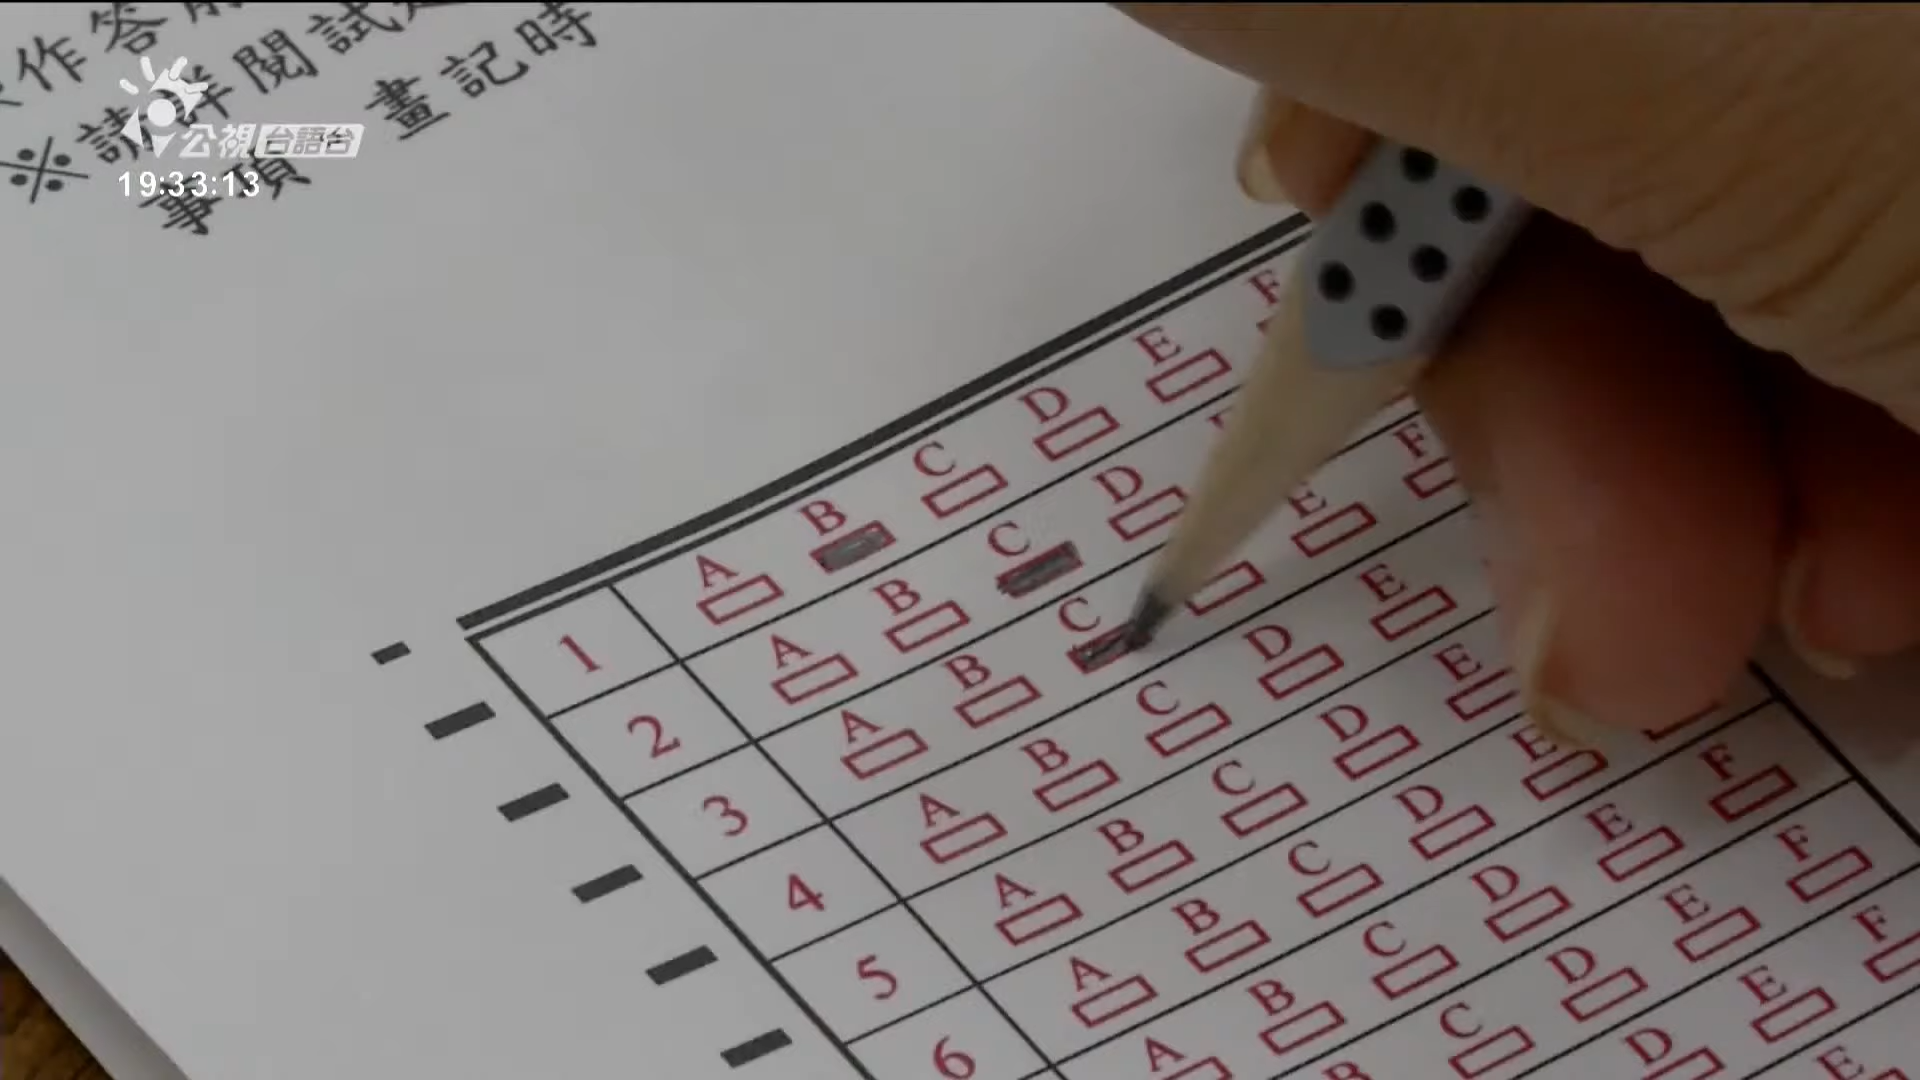 作答
※請詳閱試
事項 畫記時
公視 台語台
19:33:13
1 A B C D E F
2 A B C D
3 A B C E F
4 A B C D E
5 A B C D E
6 A B C D E F
A B C D E F
B C D E F